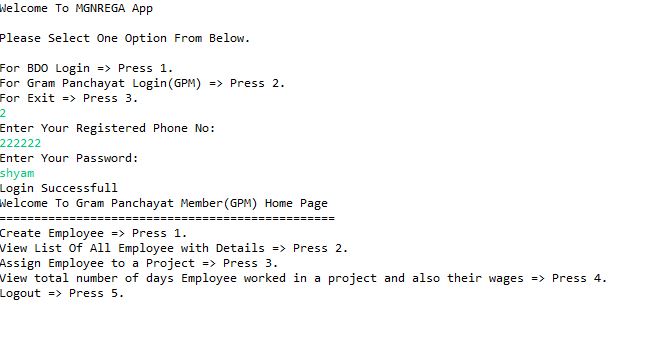 Welcome To MGNREGA App
Please Select One Option From Below.
For BDO Login => Press 1.
For Gram Panchayat Login(GPM) => Press 2.
For Exit => Press 3.
2
Enter Your Registered Phone No:
222222
Enter Your Password:
shyam
Login Successfull
Welcome To Gram Panchayat Member(GPM) Home Page
================================================
Create Employee => Press 1.
View List Of All Employee with Details => Press 2.
Assign Employee to a Project => Press 3.
View total number of days Employee worked in a project and also their wages => Press 4.
Logout => Press 5.